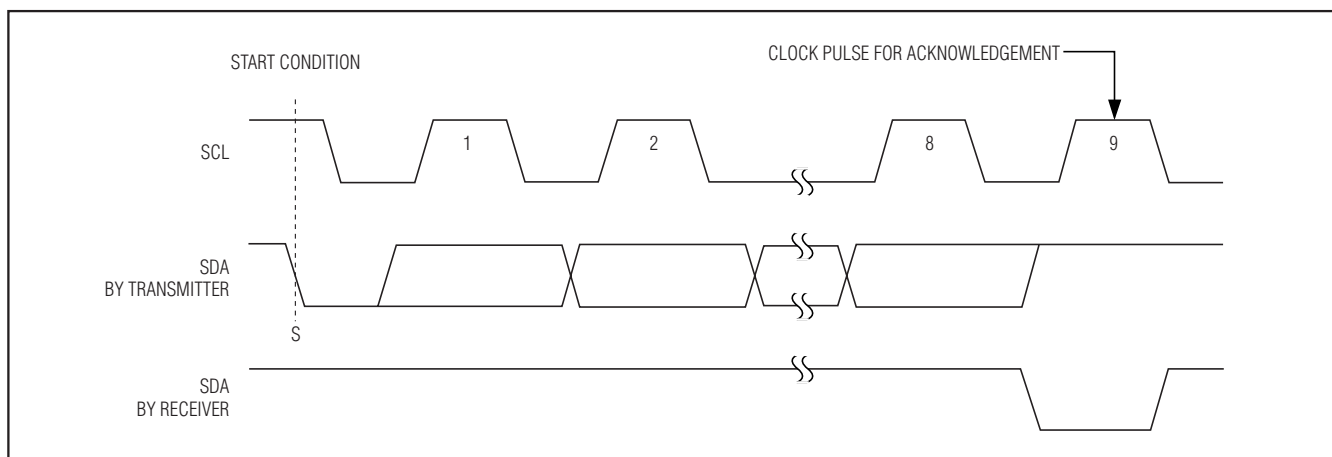 START CONDITION
CLOCK PULSE FOR ACKNOWLEDGEMENT
SCL
1
2
8
9
SDA
BY TRANSMITTER
S
SDA
BY RECEIVER